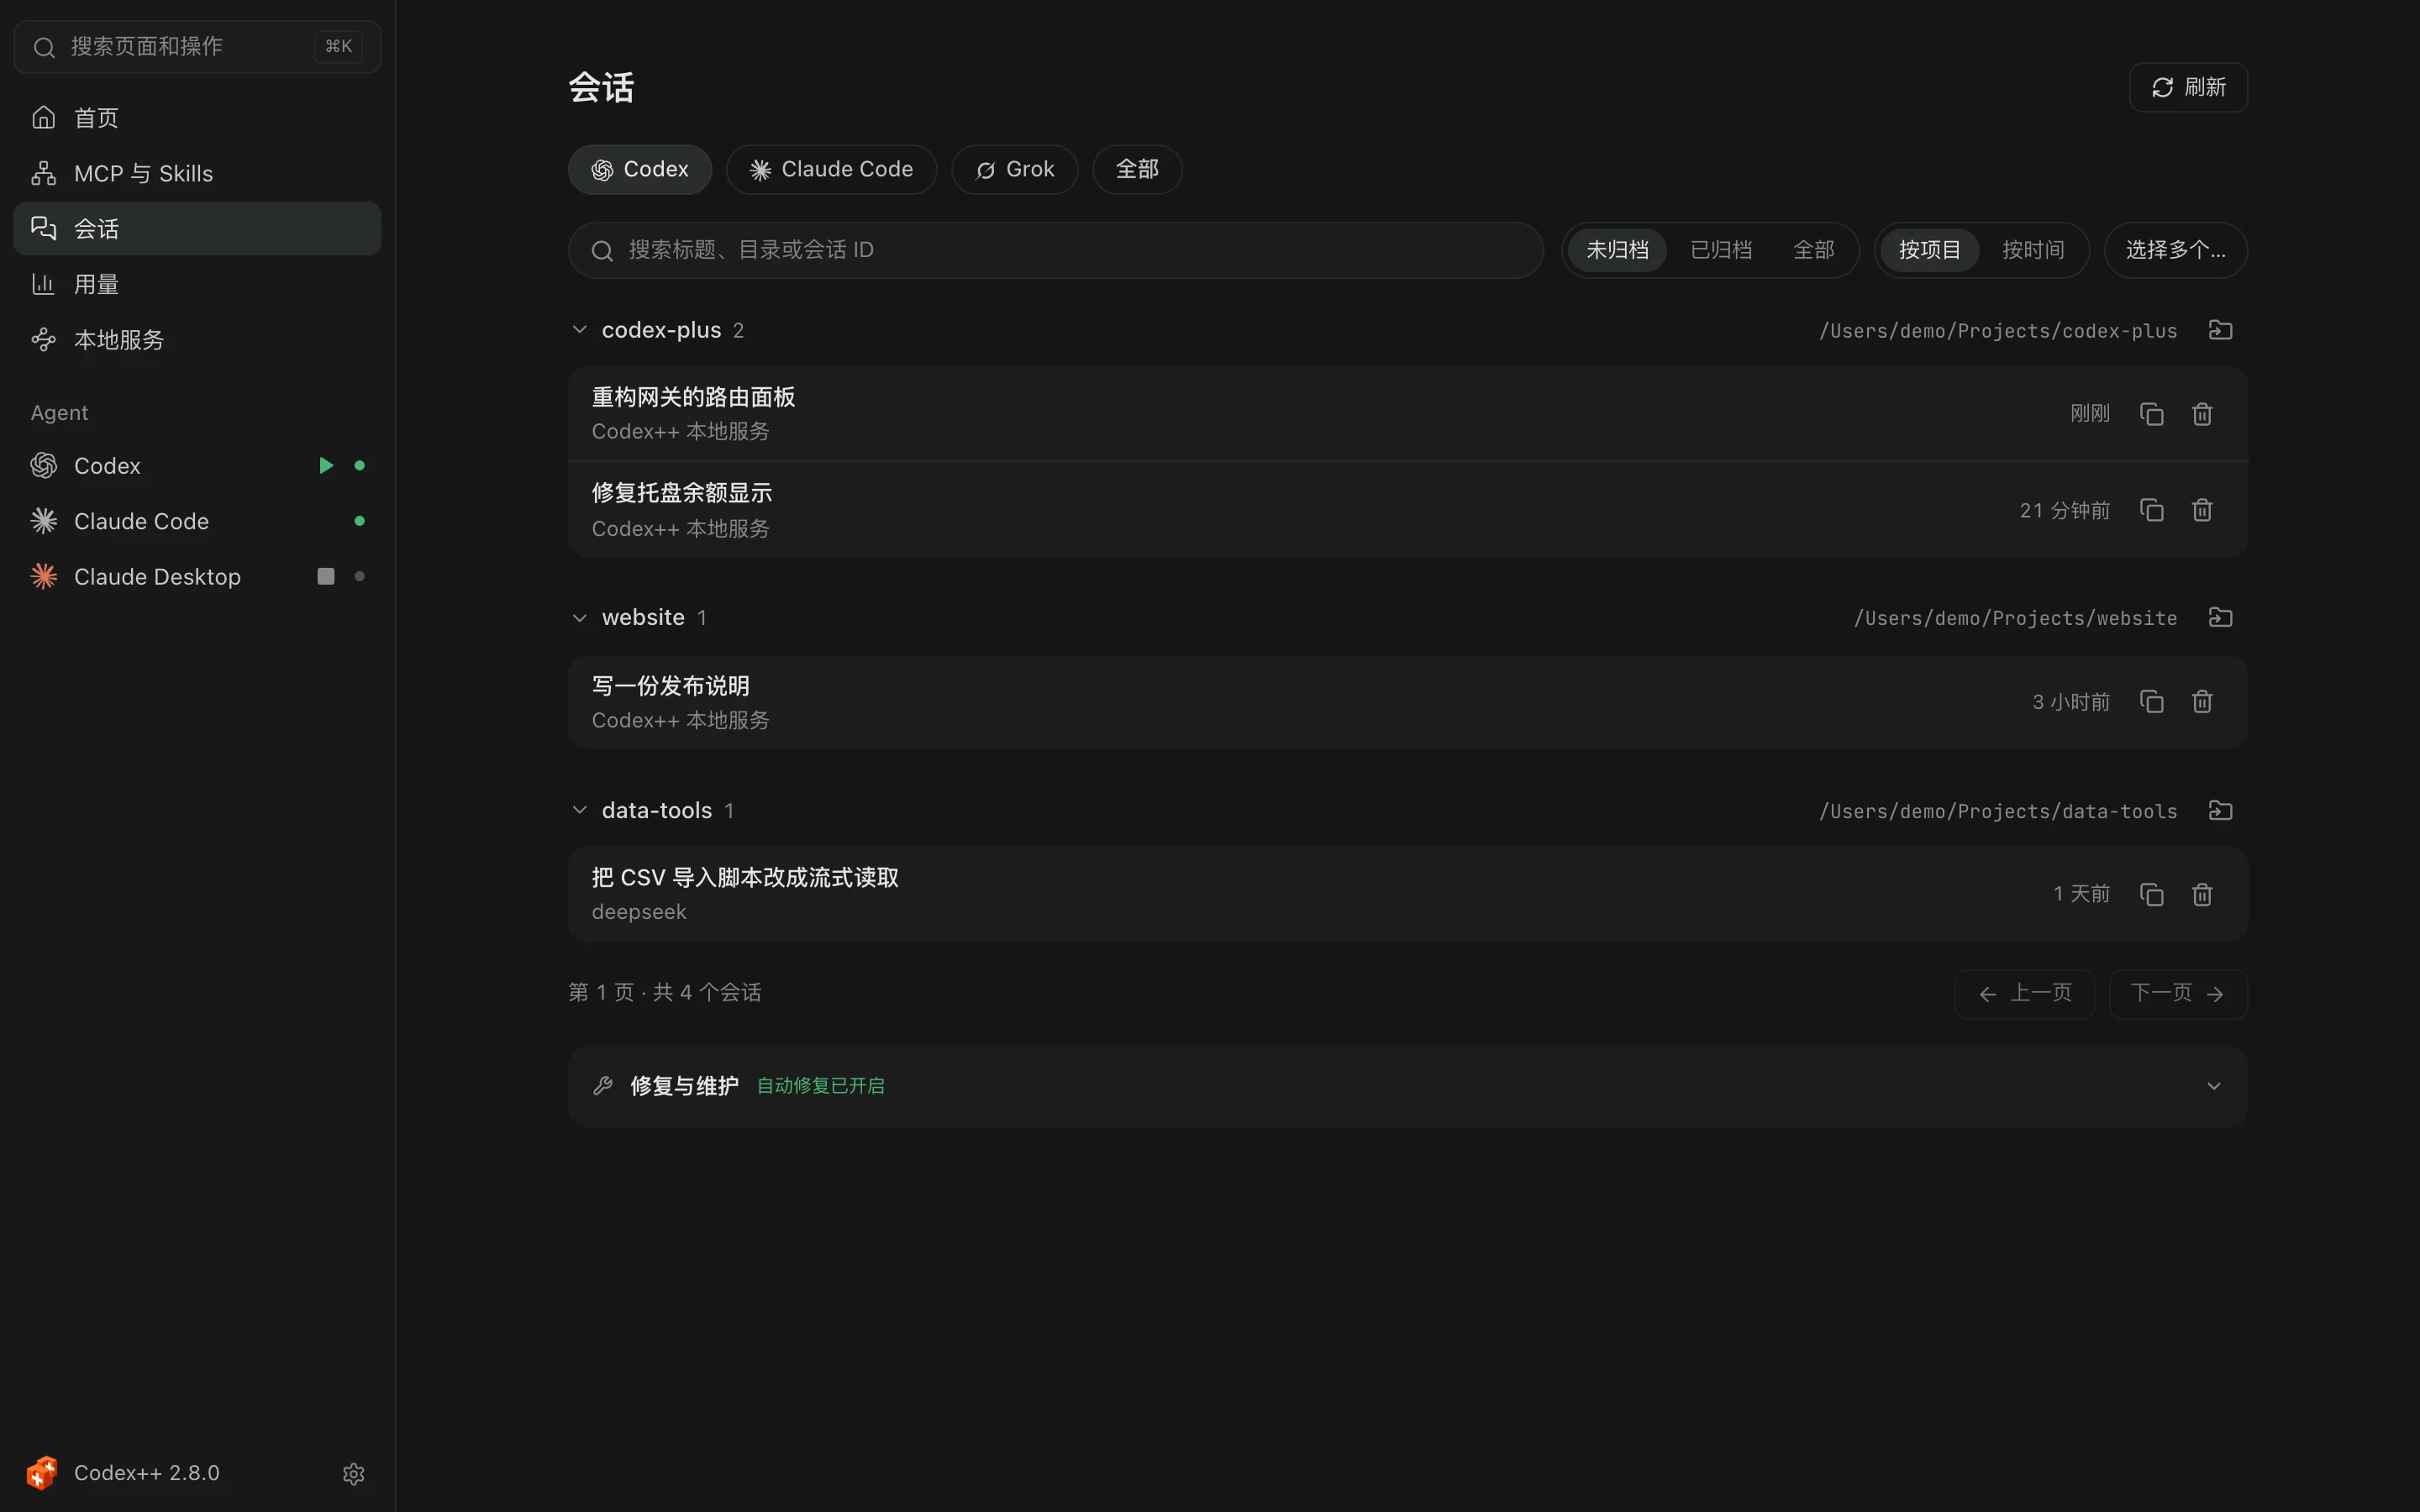 搜索页面和操作 ⌘K
首页
MCP 与 Skills
会话
用量
本地服务
Agent
Codex
Claude Code
Claude Desktop
Codex++ 2.8.0
会话
刷新
Codex Claude Code Grok 全部
搜索标题、目录或会话 ID
未归档 已归档 全部
按项目 按时间
选择多个...
codex-plus 2 /Users/demo/Projects/codex-plus
重构网关的路由面板
Codex++ 本地服务
刚刚
修复托盘余额显示
Codex++ 本地服务
21 分钟前
website 1 /Users/demo/Projects/website
写一份发布说明
Codex++ 本地服务
3 小时前
data-tools 1 /Users/demo/Projects/data-tools
把 CSV 导入脚本改成流式读取
deepseek
1 天前
第 1 页 · 共 4 个会话
← 上一页 下一页 →
修复与维护 自动修复已开启